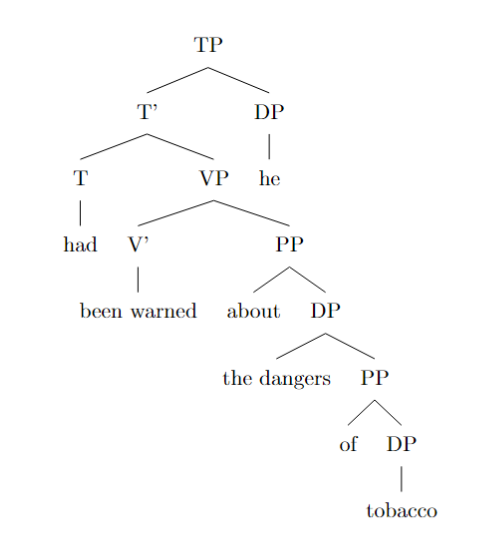 TP
T' DP
T VP he
had V' PP
been warned about DP
the dangers PP
of DP
tobacco